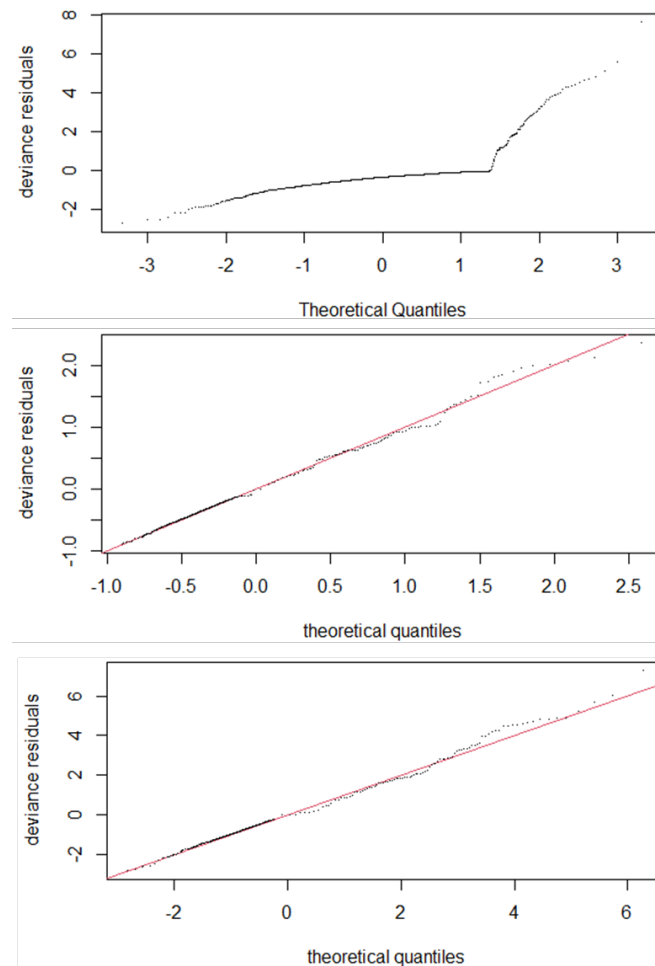 deviance residuals
8
6
4
2
0
-2
-3 -2 -1 0 1 2 3
Theoretical Quantiles
deviance residuals
2.0
1.0
0.0
-1.0
-1.0 -0.5 0.0 0.5 1.0 1.5 2.0 2.5
theoretical quantiles
deviance residuals
6
4
2
0
-2
-2 0 2 4 6
theoretical quantiles